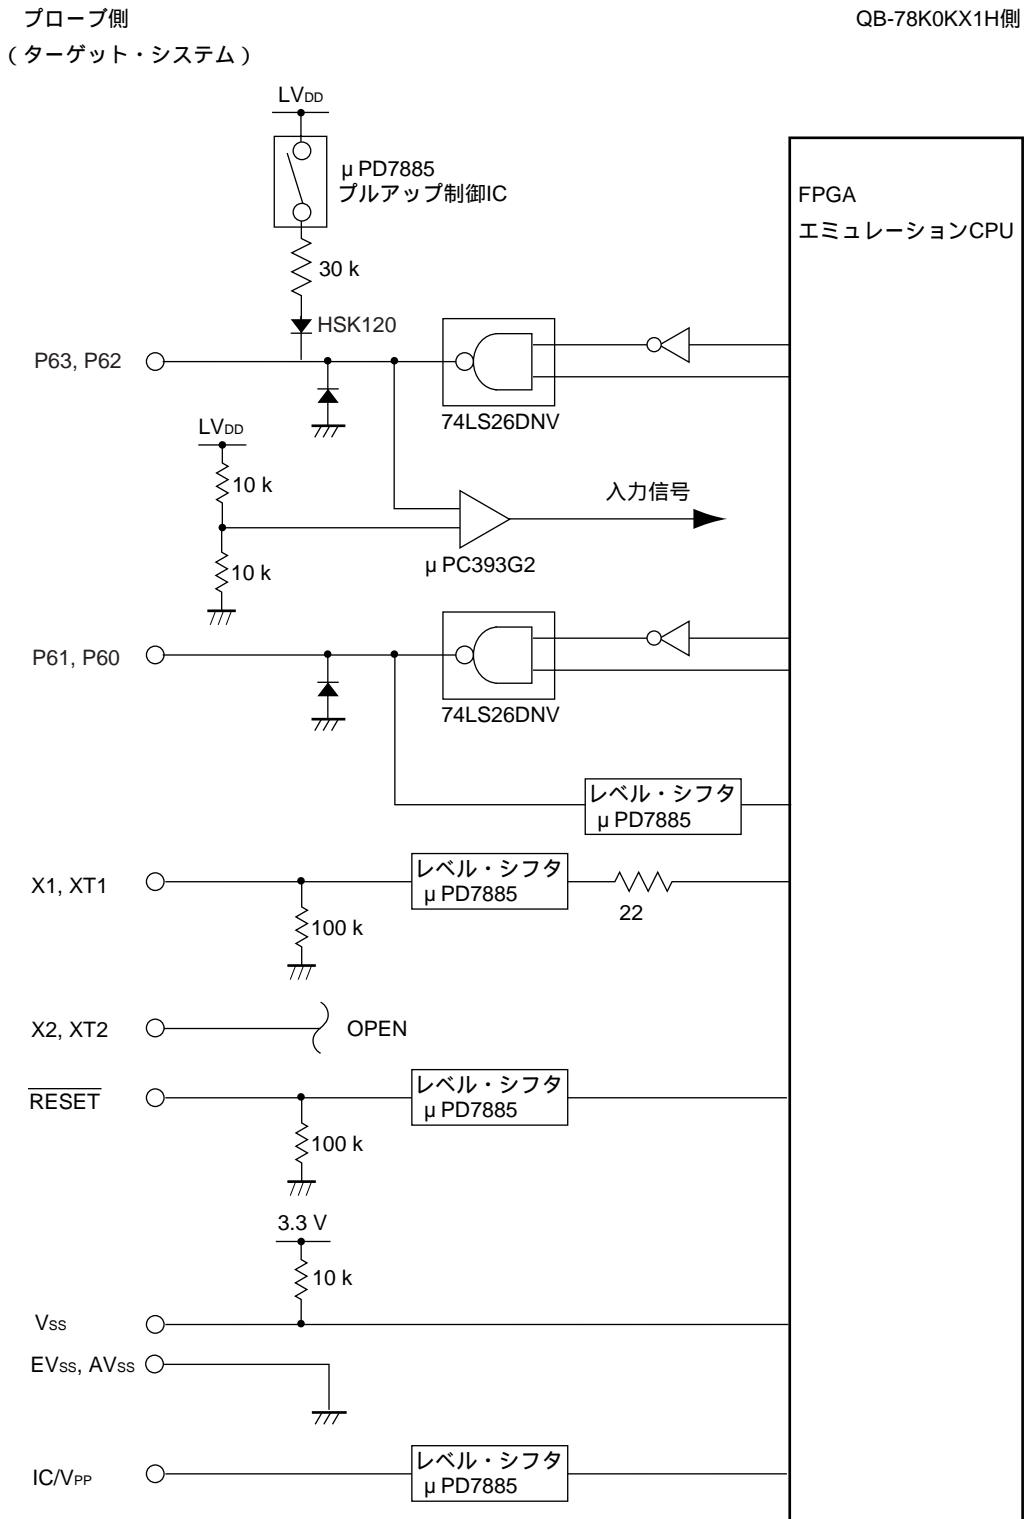 プローブ側
QB-78K0KX1H側
（ターゲット・システム）
LVDD
μPD7885
プルアップ制御IC
FPGA
エミュレーションCPU
30 k
HSK120
P63, P62
74LS26DNV
LVDD
10 k
入力信号
10 k
μPC393G2
P61, P60
74LS26DNV
レベル・シフタ
μPD7885
X1, XT1
レベル・シフタ
μPD7885
22
100 k
X2, XT2
OPEN
RESET
レベル・シフタ
μPD7885
100 k
3.3 V
10 k
VSS
EVSS, AVSS
IC/VPP
レベル・シフタ
μPD7885